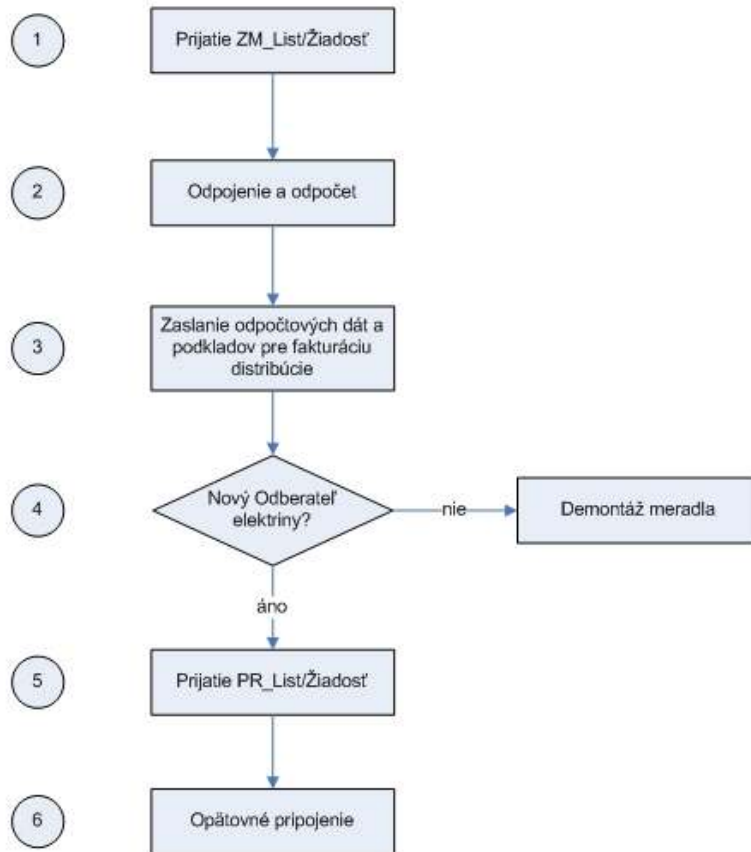 1
Prijatie ZM_List/Žiadosť
2
Odpojenie a odpočet
3
Zaslanie odpočtových dát a
podkladov pre fakturáciu
distribúcie
4
Nový Odberateľ
elektriny?
nie
Demontáž meradla
áno
5
Prijatie PR_List/Žiadosť
6
Opätovné pripojenie